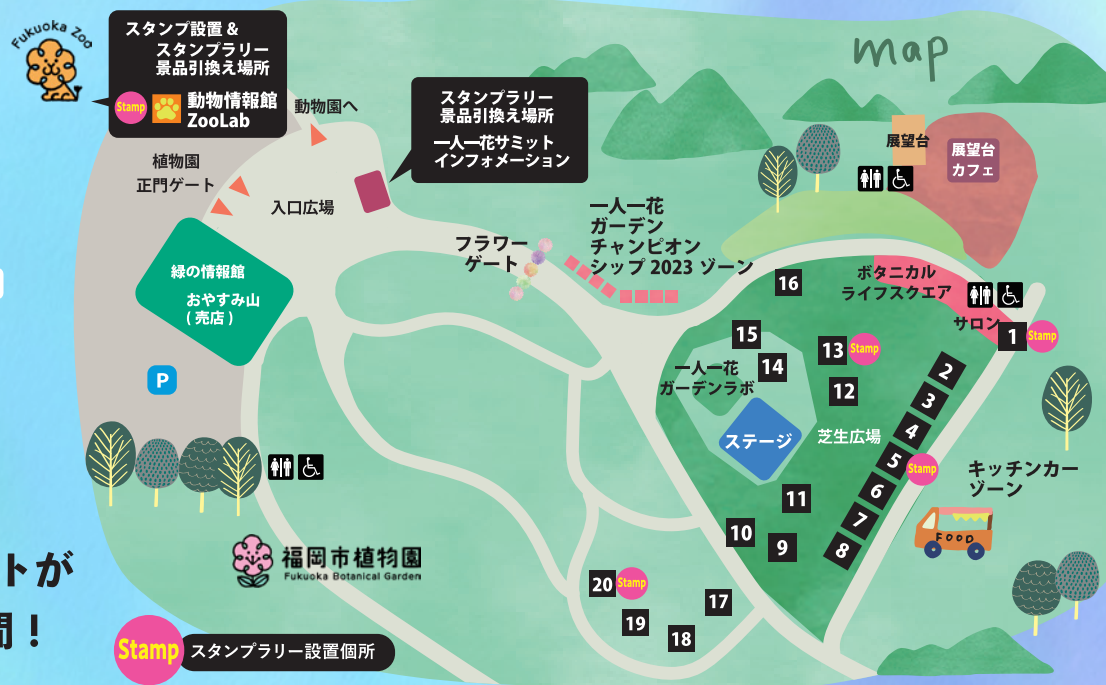 Fukuoka Zoo
スタンプ設置 &
スタンプラリー
景品引換え場所
Stamp
動物情報館
ZooLab
動物園へ
スタンプラリー
景品引換え場所
一人一花サミット
インフォメーション
map
植物園
正門ゲート
入口広場
緑の情報館
おやすみ山
(売店)
P
フラワー
ゲート
一人一花
ガーデン
チャンピオン
シップ 2023 ゾーン
展望台
展望台
カフェ
ボタニカル
ライフスクエア
サロン
1
Stamp
16
15
14
13
Stamp
12
一人一花
ガーデンラボ
ステージ
芝生広場
2
3
4
5
Stamp
6
7
8
11
10
9
キッチンカー
ゾーン
FOOD
20
Stamp
19
18
17
福岡市植物園
Fukuoka Botanical Garden
トが
！
Stamp
スタンプラリー設置個所